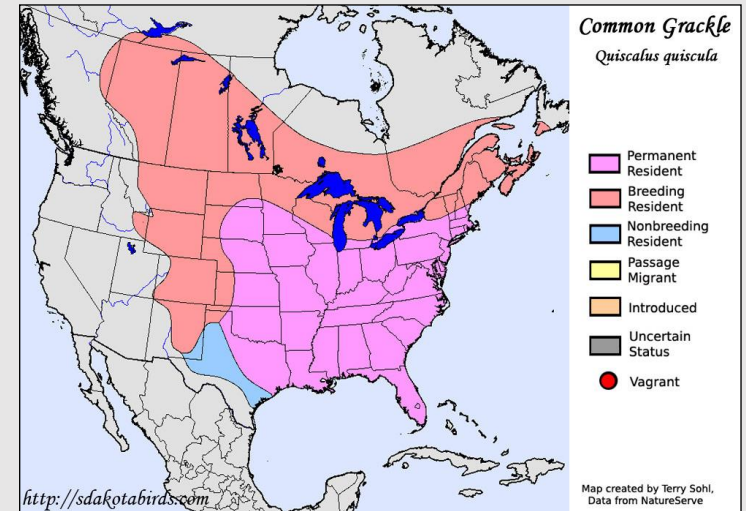 Common Grackle
Quiscalus quiscula
Permanent
Resident
Breeding
Resident
Nonbreeding
Resident
Passage
Migrant
Introduced
Uncertain
Status
Vagrant
http://sdakotabirds.com
Map created by Terry Sohl,
Data from NatureServe